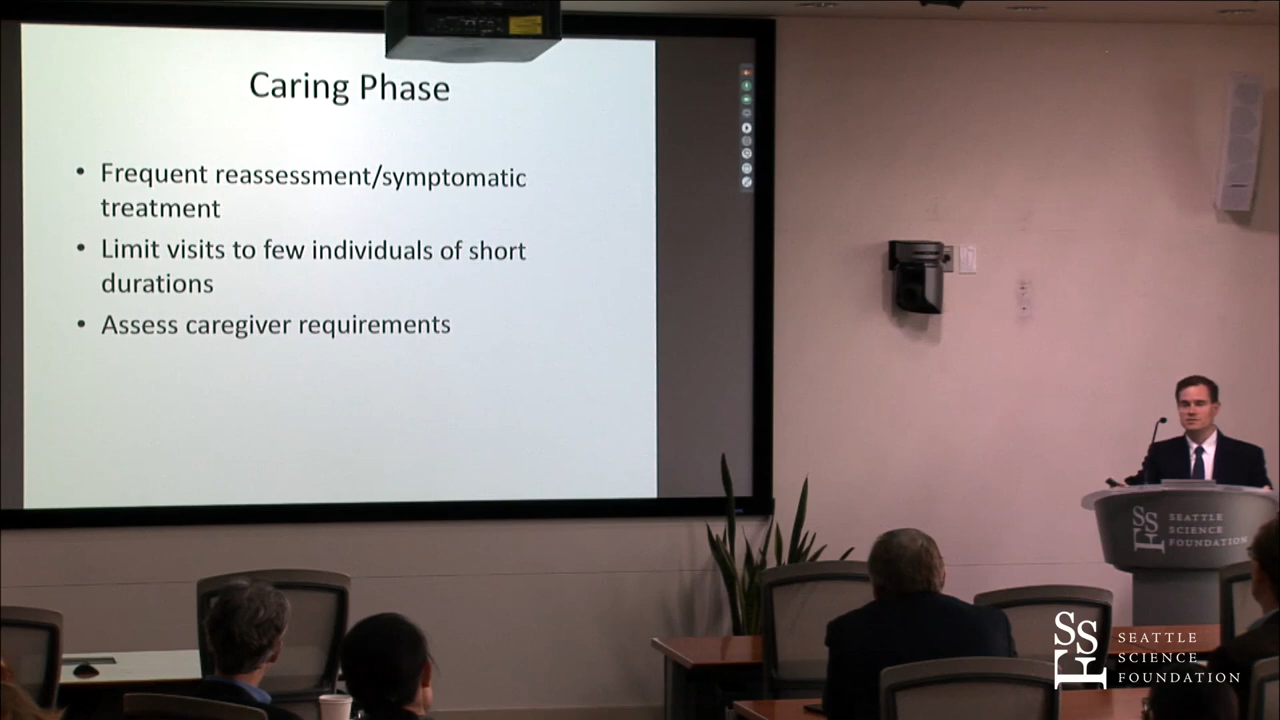 Caring Phase
• Frequent reassessment/symptomatic
treatment
• Limit visits to few individuals of short
durations
• Assess caregiver requirements
SSF
SEATTLE
SCIENCE
FOUNDATION
SSF
SEATTLE
SCIENCE
FOUNDATION